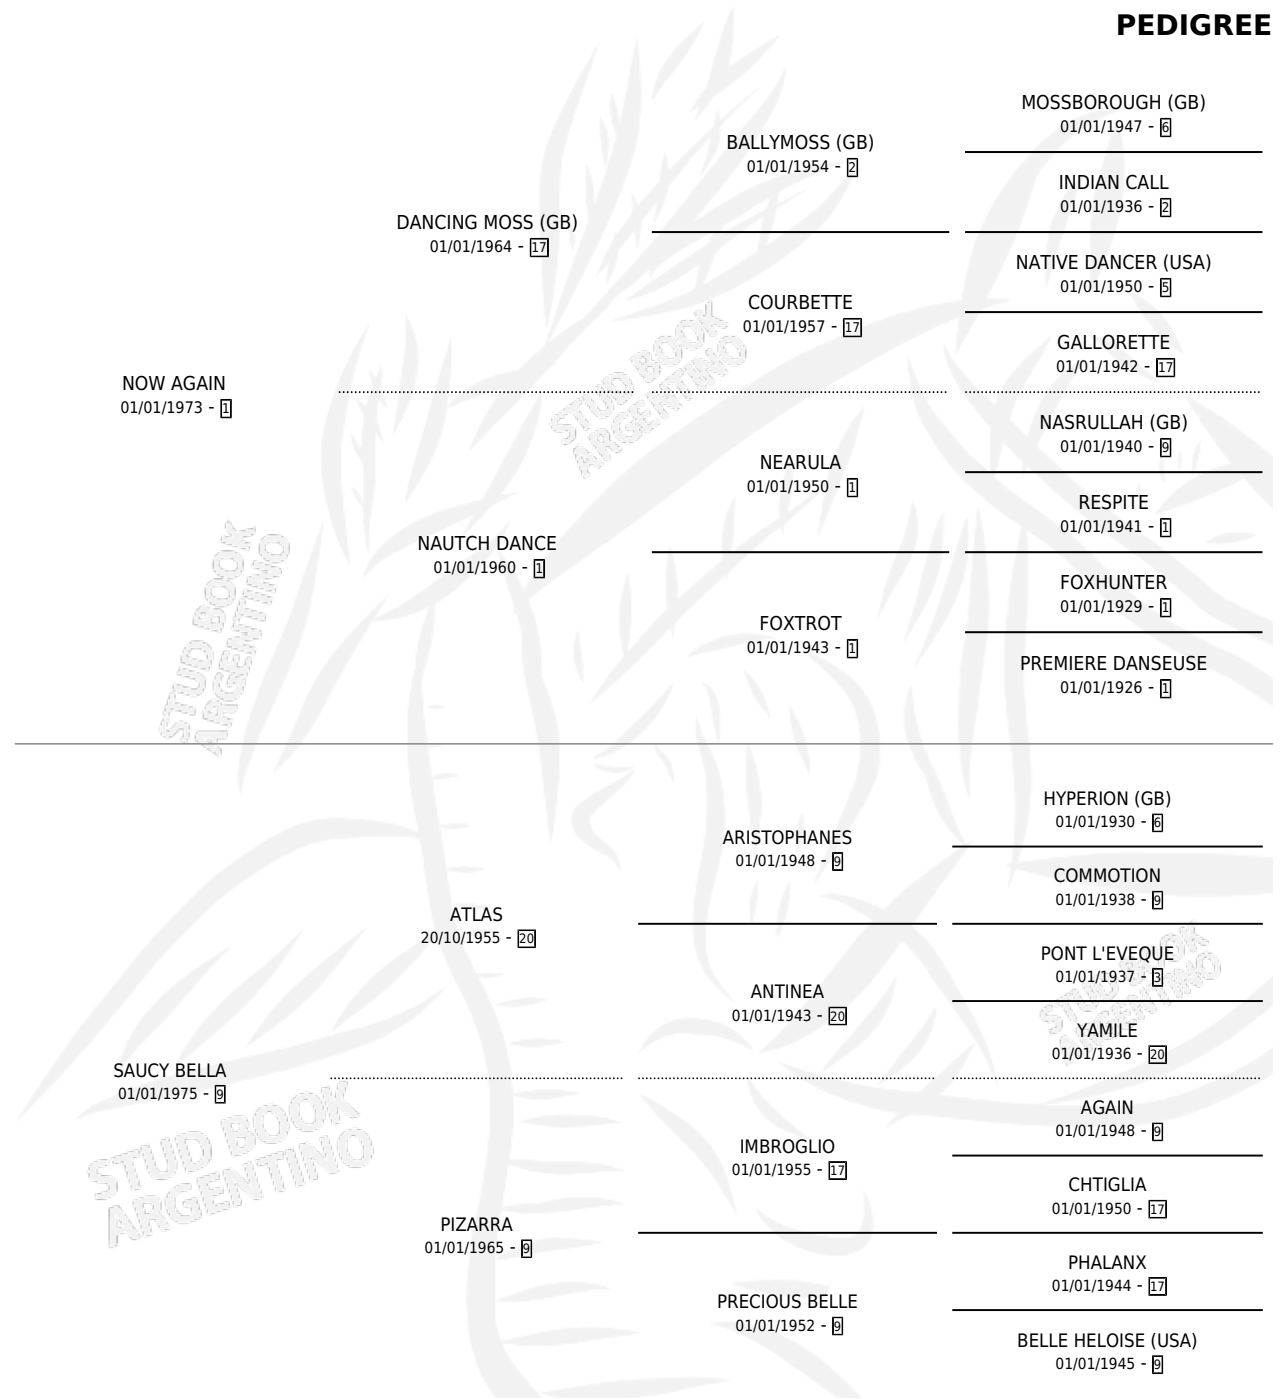 PEDIGREE
MOSSBOROUGH (GB)
01/01/1947 - 6
BALLYMOSS (GB)
01/01/1954 - 2
INDIAN CALL
01/01/1936 - 2
DANCING MOSS (GB)
01/01/1964 - 17
NATIVE DANCER (USA)
01/01/1950 - 5
COURBETTE
01/01/1957 - 17
GALLORETTE
01/01/1942 - 17
NOW AGAIN
01/01/1973 - 1
NASRULLAH (GB)
01/01/1940 - 9
NEARULA
01/01/1950 - 1
RESPITE
01/01/1941 - 1
NAUTCH DANCE
01/01/1960 - 1
FOXHUNTER
01/01/1929 - 1
FOXTROT
01/01/1943 - 1
PREMIERE DANSEUSE
01/01/1926 - 1
HYPERION (GB)
01/01/1930 - 6
ARISTOPHANES
01/01/1948 - 9
COMMOTION
01/01/1938 - 9
ATLAS
20/10/1955 - 20
PONT L'EVEQUE
01/01/1937 - 3
ANTINEA
01/01/1943 - 20
YAMILE
01/01/1936 - 20
SAUCY BELLA
01/01/1975 - 9
AGAIN
01/01/1948 - 9
IMBROGLIO
01/01/1955 - 17
CHTIGLIA
01/01/1950 - 17
PIZARRA
01/01/1965 - 9
PHALANX
01/01/1944 - 17
PRECIOUS BELLE
01/01/1952 - 9
BELLE HELOISE (USA)
01/01/1945 - 9
STUD BOOK
ARGENTINO
STUD BOOK
ARGENTINO
STUD BOOK
ARGENTINO
STUD BOOK
ARGENTINO